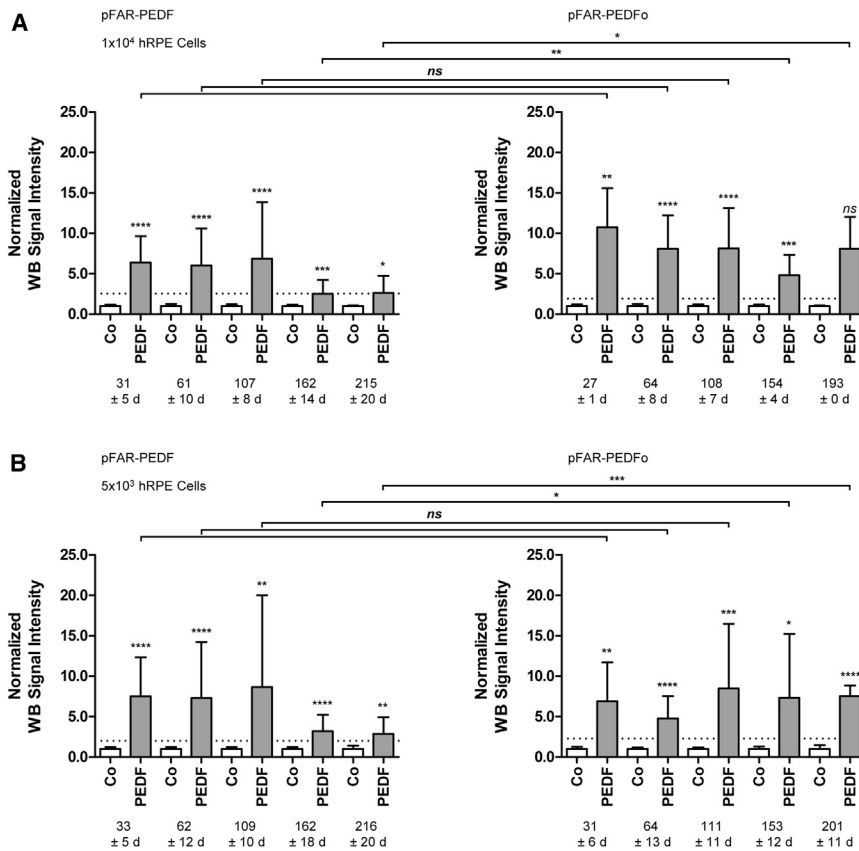 A
pFAR-PEDF
pFAR-PEDFo
1x10⁴ hRPE Cells
*
**
ns
Normalized
WB Signal Intensity
25.0
20.0
15.0
10.0
5.0
0.0
****
****
****
***
*
Co PEDF Co PEDF Co PEDF Co PEDF Co PEDF
31 61 107 162 215
± 5 d ± 10 d ± 8 d ± 14 d ± 20 d
Normalized
WB Signal Intensity
25.0
20.0
15.0
10.0
5.0
0.0
**
****
****
***
ns
Co PEDF Co PEDF Co PEDF Co PEDF Co PEDF
27 64 108 154 193
± 1 d ± 8 d ± 7 d ± 4 d ± 0 d
B
pFAR-PEDF
pFAR-PEDFo
5x10³ hRPE Cells
***
*
ns
Normalized
WB Signal Intensity
25.0
20.0
15.0
10.0
5.0
0.0
****
****
**
****
**
Co PEDF Co PEDF Co PEDF Co PEDF Co PEDF
33 62 109 162 216
± 5 d ± 12 d ± 10 d ± 18 d ± 20 d
Normalized
WB Signal Intensity
25.0
20.0
15.0
10.0
5.0
0.0
**
****
***
*
****
Co PEDF Co PEDF Co PEDF Co PEDF Co PEDF
31 64 111 153 201
± 6 d ± 13 d ± 11 d ± 12 d ± 11 d